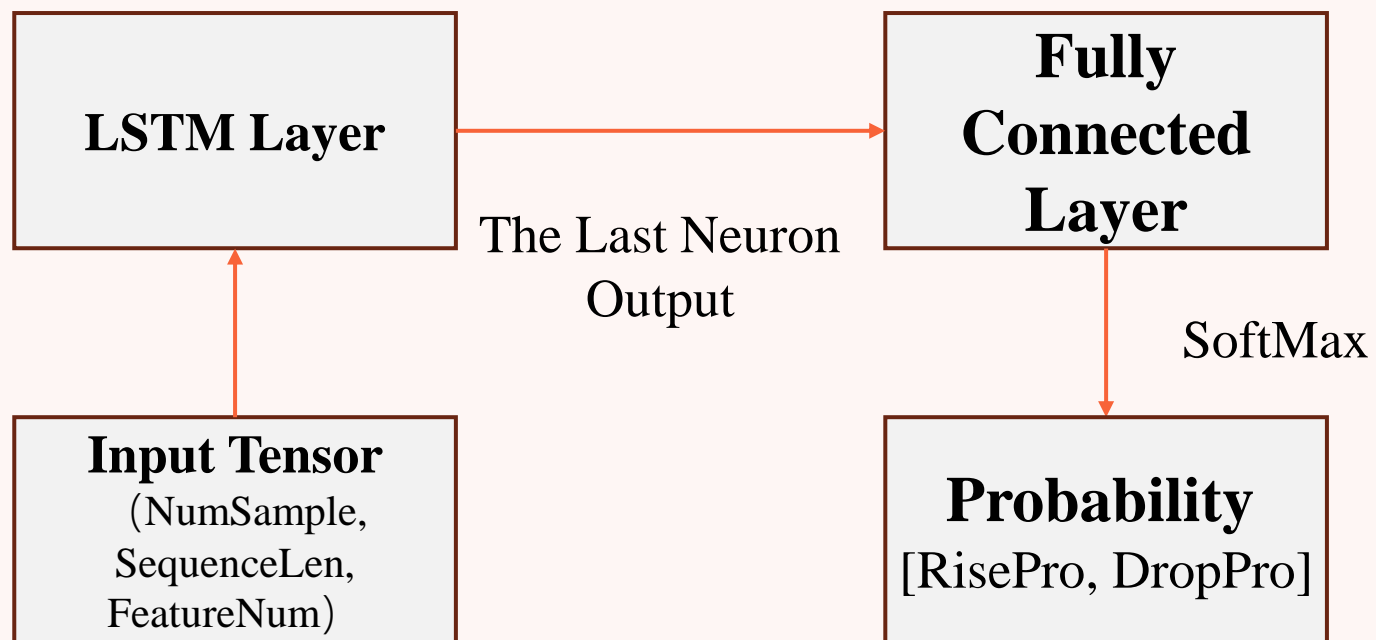 LSTM Layer
The Last Neuron
Output
Fully
Connected
Layer
SoftMax
Input Tensor
（NumSample,
SequenceLen,
FeatureNum）
Probability
[RisePro, DropPro]